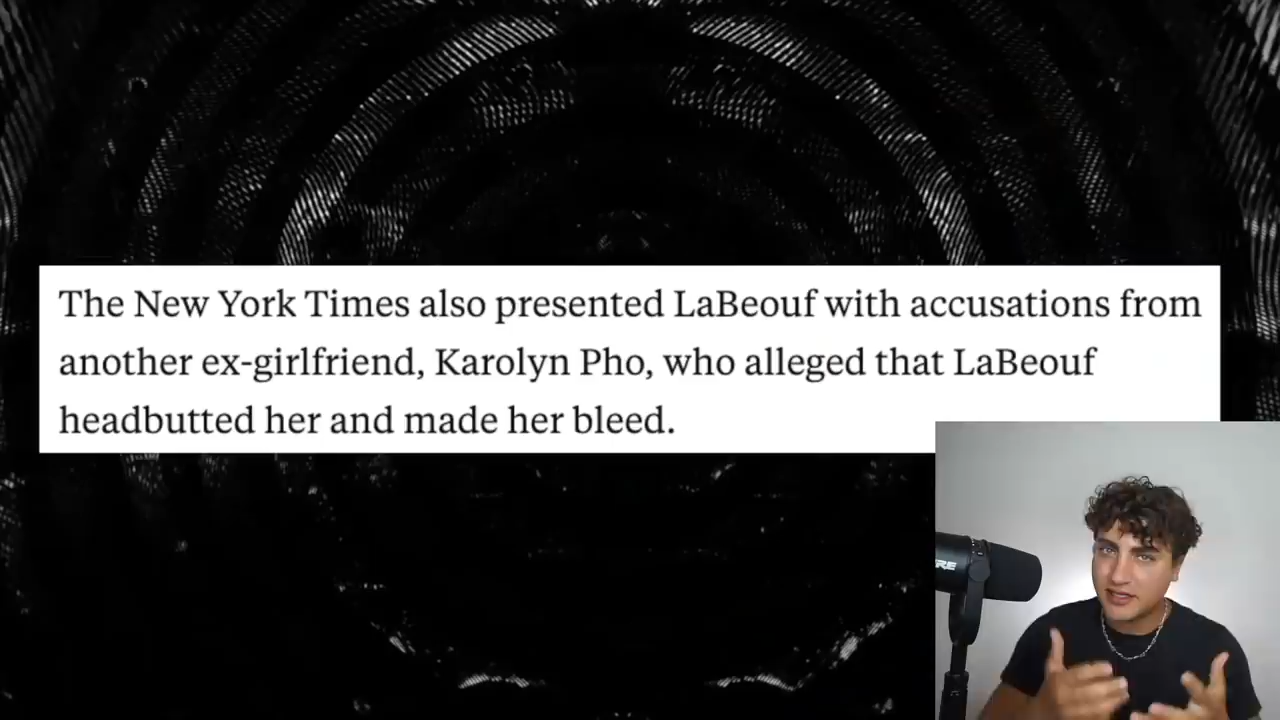 The New York Times also presented LaBeouf with accusations from
another ex-girlfriend, Karolyn Pho, who alleged that LaBeouf
headbutted her and made her bleed.
RE